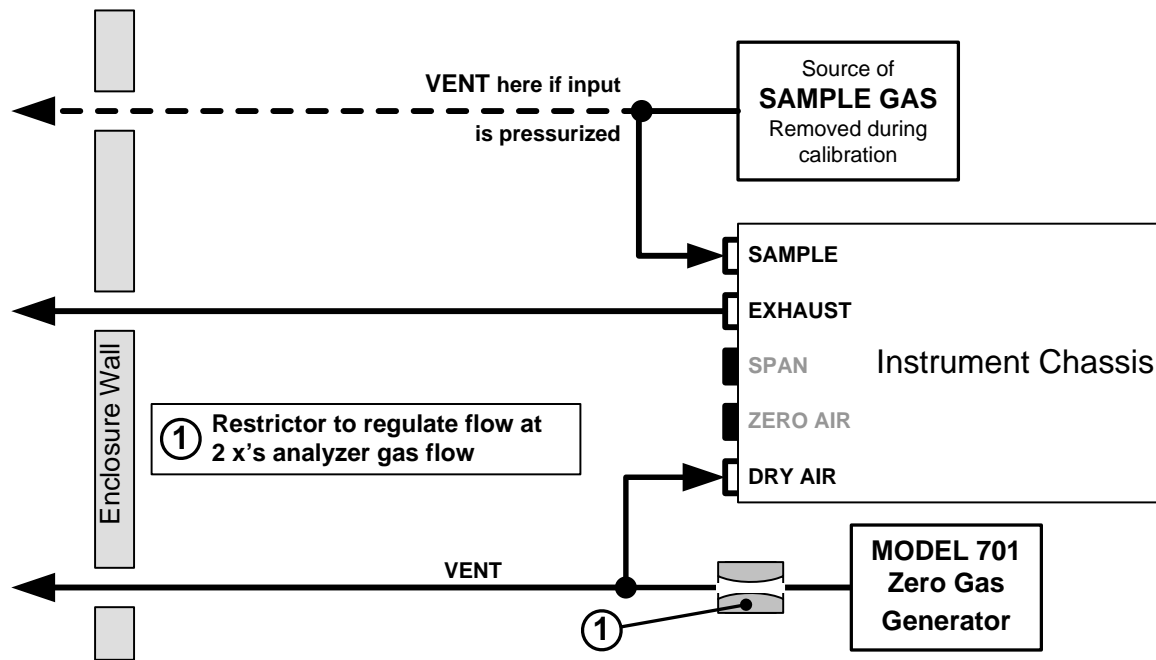 VENT here if input
is pressurized
Source of
SAMPLE GAS
Removed during
calibration
SAMPLE
EXHAUST
SPAN
ZERO AIR
DRY AIR
Instrument Chassis
Enclosure Wall
1 Restrictor to regulate flow at
2 x's analyzer gas flow
VENT
1
MODEL 701
Zero Gas
Generator